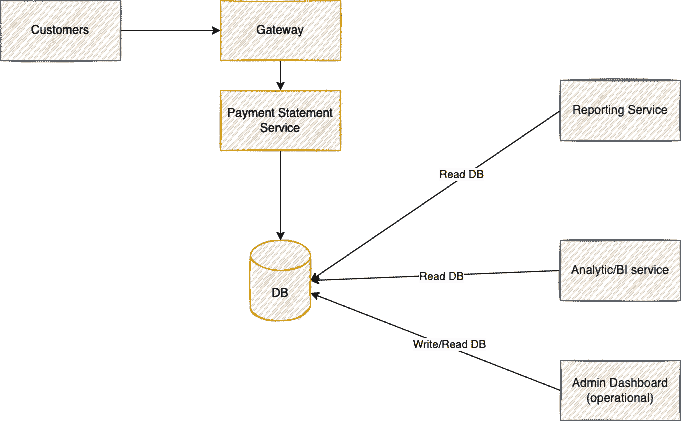 Customers
Gateway
Payment Statement
Service
Reporting Service
Read DB
Analytic/BI service
Read DB
DB
Write/Read DB
Admin Dashboard
(operational)